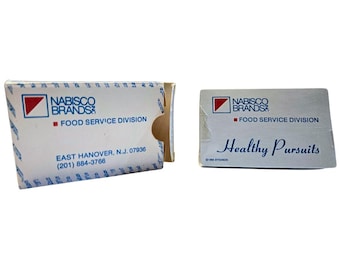 NABISCO
BRANDS
FOOD SERVICE DIVISION
EAST HANOVER, N.J. 07936
(201) 884-3766
NABISCO
BRANDS
FOOD SERVICE DIVISION
Healthy Pursuits